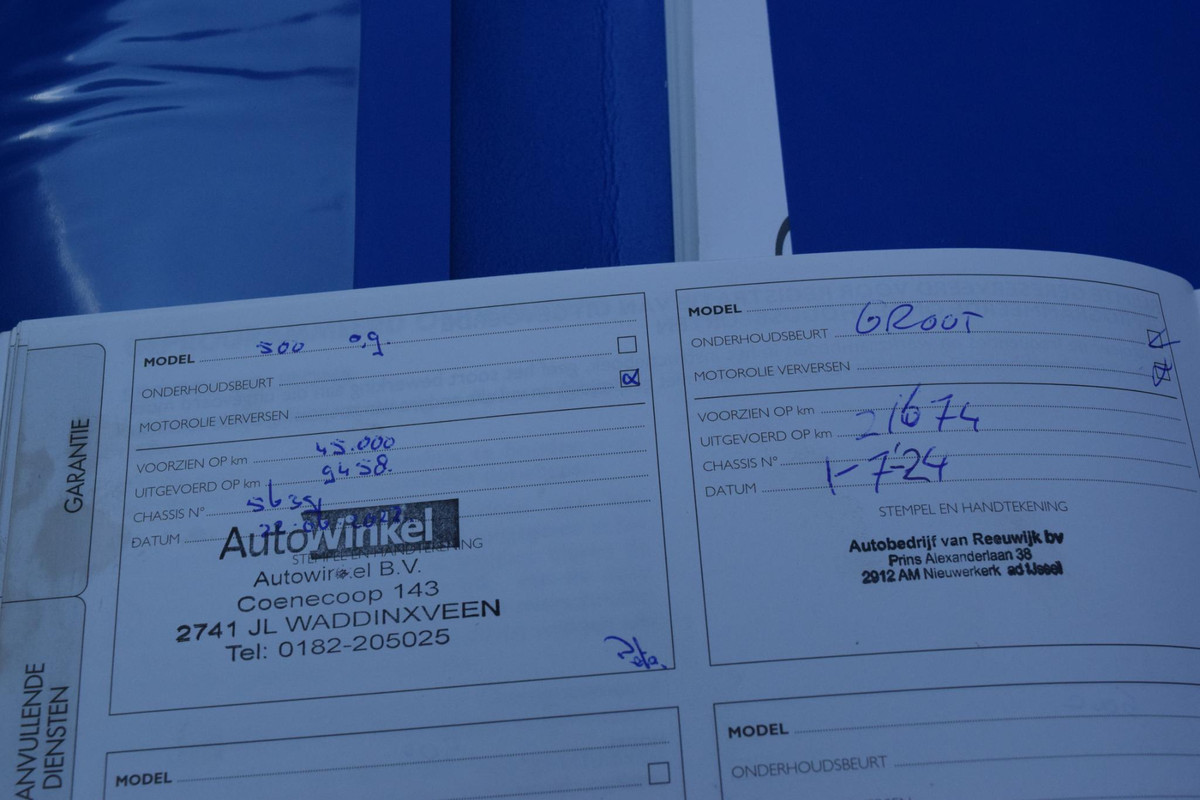 GARANTIE
ANVULLENDE
DIENSTEN
MODEL 500
ONDERHOUDSBEURT
MOTOROLIE VERVERSEN
VOORZIEN OP km 45.000
UITGEVOERD OP km 9458.
CHASSIS N°
DATUM
STEMPEL EN HANDTEKENING
AutoWinkel
Autowinkel B.V.
Coenecoop 143
2741 JL WADDINXVEEN
Tel: 0182-205025
MODEL
ONDERHOUDSBEURT GROOT
MOTOROLIE VERVERSEN
VOORZIEN OP km
UITGEVOERD OP km 21674
CHASSIS N°
DATUM 1-7-24
STEMPEL EN HANDTEKENING
Autobedrijf van Reeuwijk bv
Prins Alexanderlaan 38
2912 AM Nieuwerkerk ad IJssel
MODEL
MODEL
ONDERHOUDSBEURT